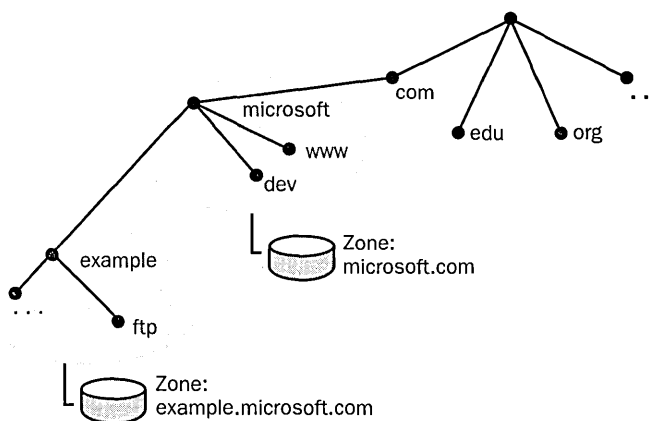 com
. .
microsoft
edu
org
www
dev
example
Zone:
microsoft.com
. . .
ftp
Zone:
example.microsoft.com